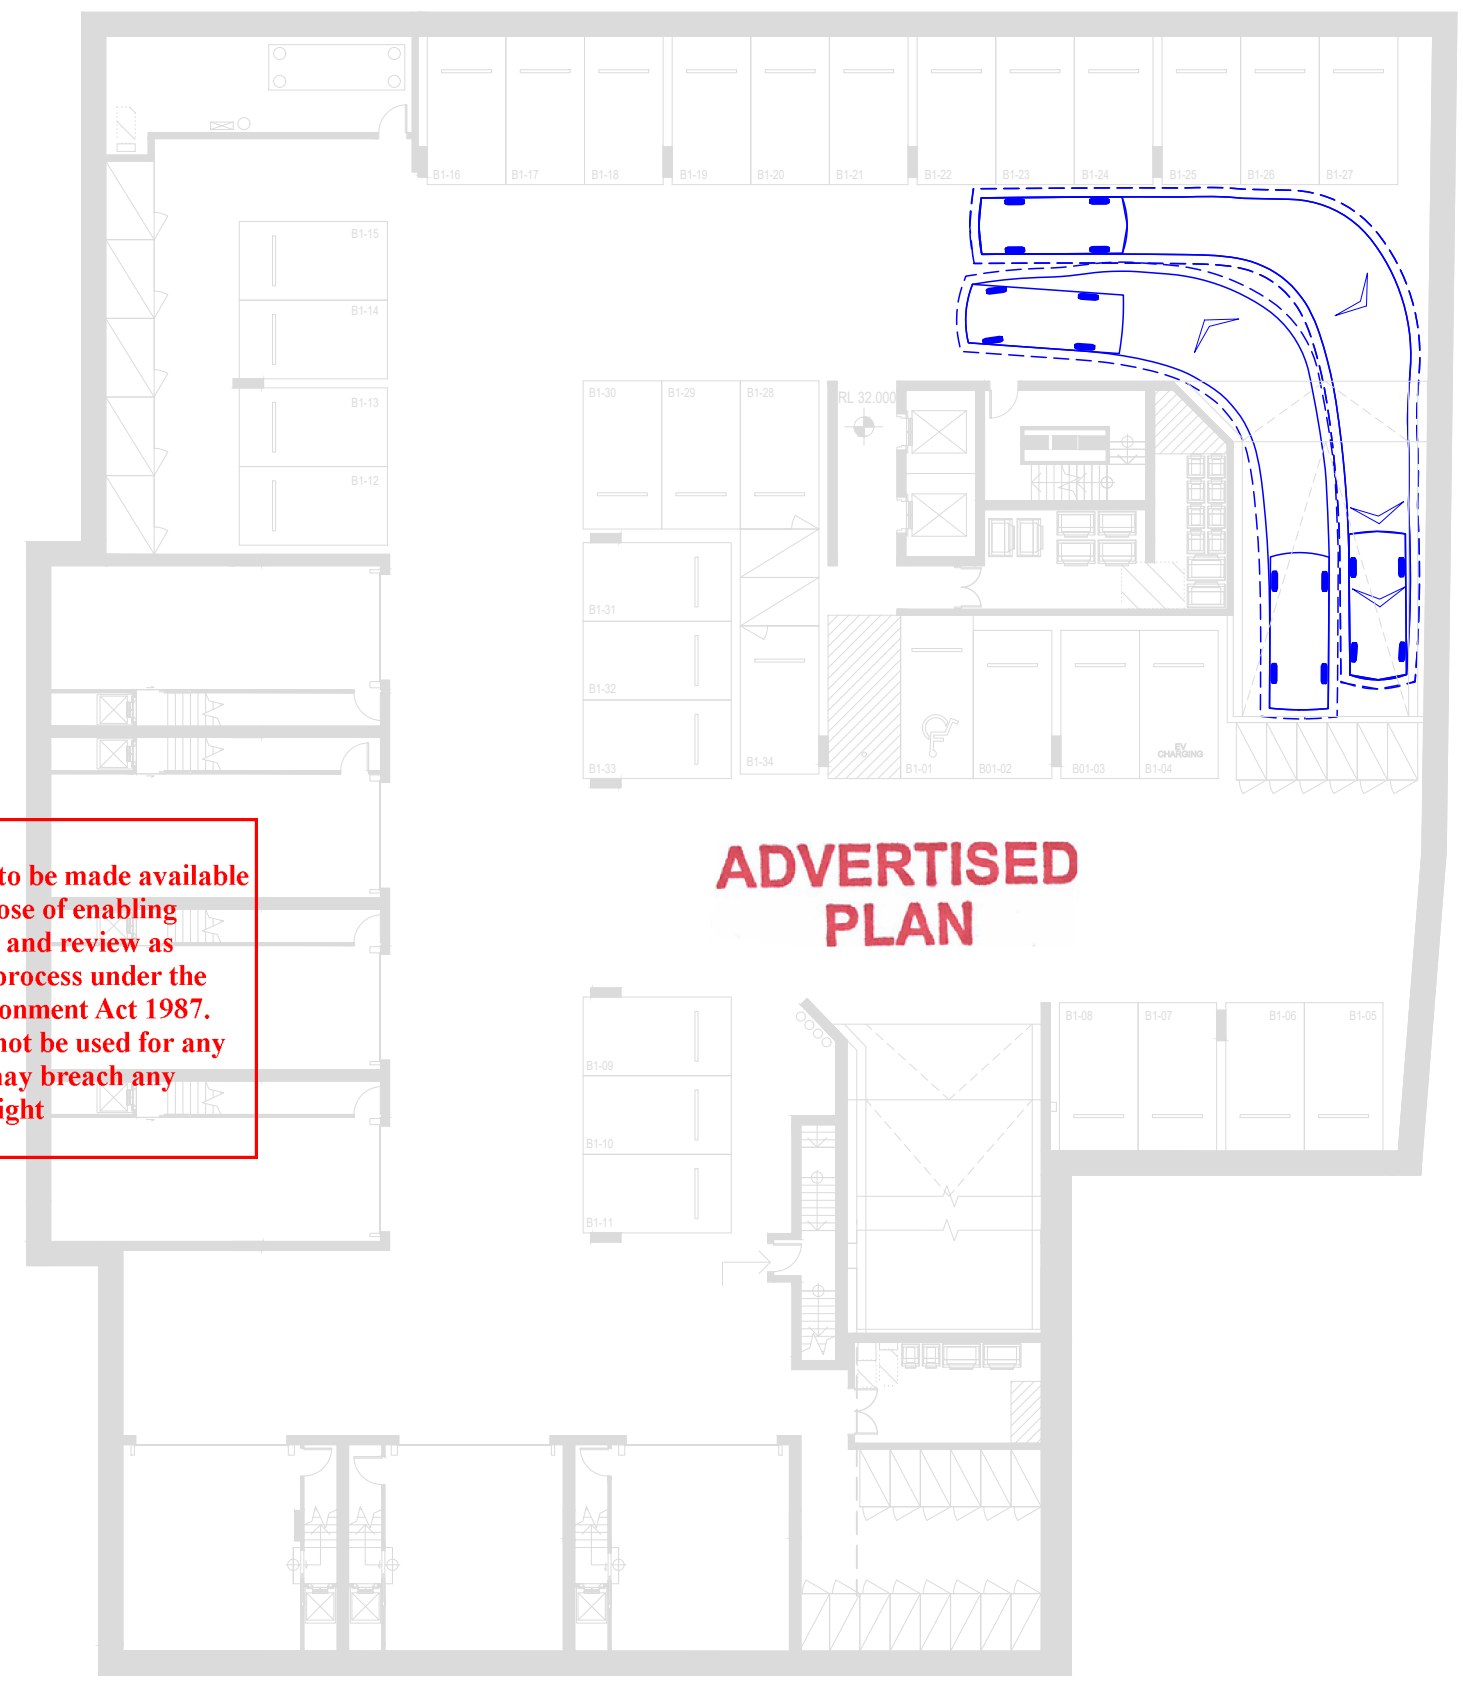 B1-16
B1-17
B1-18
B1-19
B1-20
B1-21
B1-22
B1-23
B1-24
B1-25
B1-26
B1-27
B1-15
B1-14
B1-13
B1-12
B1-30
B1-29
B1-28
RL 32.000
B1-31
B1-32
B1-33
B1-34
B1-01
B01-02
B01-03
B1-04
EV
CHARGING
ADVERTISED
PLAN
to be made available
ose of enabling
and review as
process under the
onment Act 1987.
not be used for any
nay breach any
ight
B1-08
B1-07
B1-06
B1-05
B1-09
B1-10
B1-11